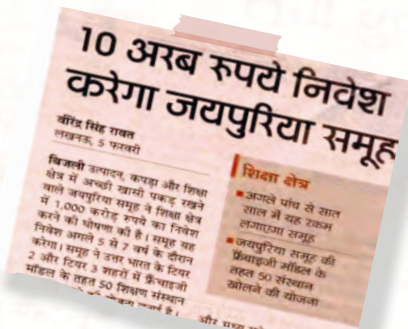 10 अरब रुपये निवेश
करेगा जयपुरिया समूह
वीरेंद्र सिंह रावत
लखनऊ, 5 फरवरी
बिजली उत्पादन, कपड़ा और शिक्षा
क्षेत्र में अच्छी खासी पकड़ रखने
वाले जयपुरिया समूह ने शिक्षा क्षेत्र
में 1,000 करोड़ रुपये का निवेश
करने की घोषणा की है। समूह यह
निवेश अगले 5 से 7 वर्ष के दौरान
करेगा। समूह ने उत्तर भारत के टियर
2 और टियर 3 शहरों में फ्रैंचाइजी
मॉडल के तहत 50 शिक्षण संस्थान
शिक्षा क्षेत्र
अगले पांच से सात
साल में यह रकम
लगाएगा समूह
जयपुरिया समूह की
फ्रैंचाइजी मॉडल के
तहत 50 संस्थान
खोलने की योजना